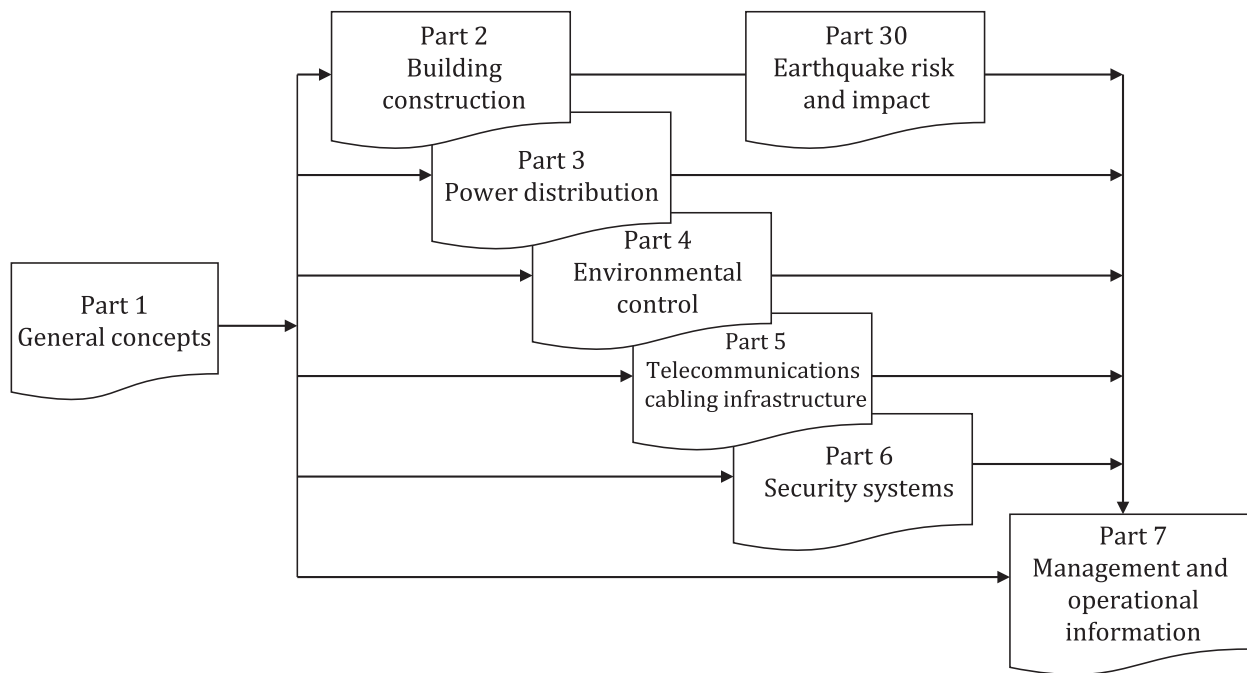 Part 2
Building
construction
Part 30
Earthquake risk
and impact
Part 3
Power distribution
Part 4
Environmental
control
Part 1
General concepts
Part 5
Telecommunications
cabling infrastructure
Part 6
Security systems
Part 7
Management and
operational
information